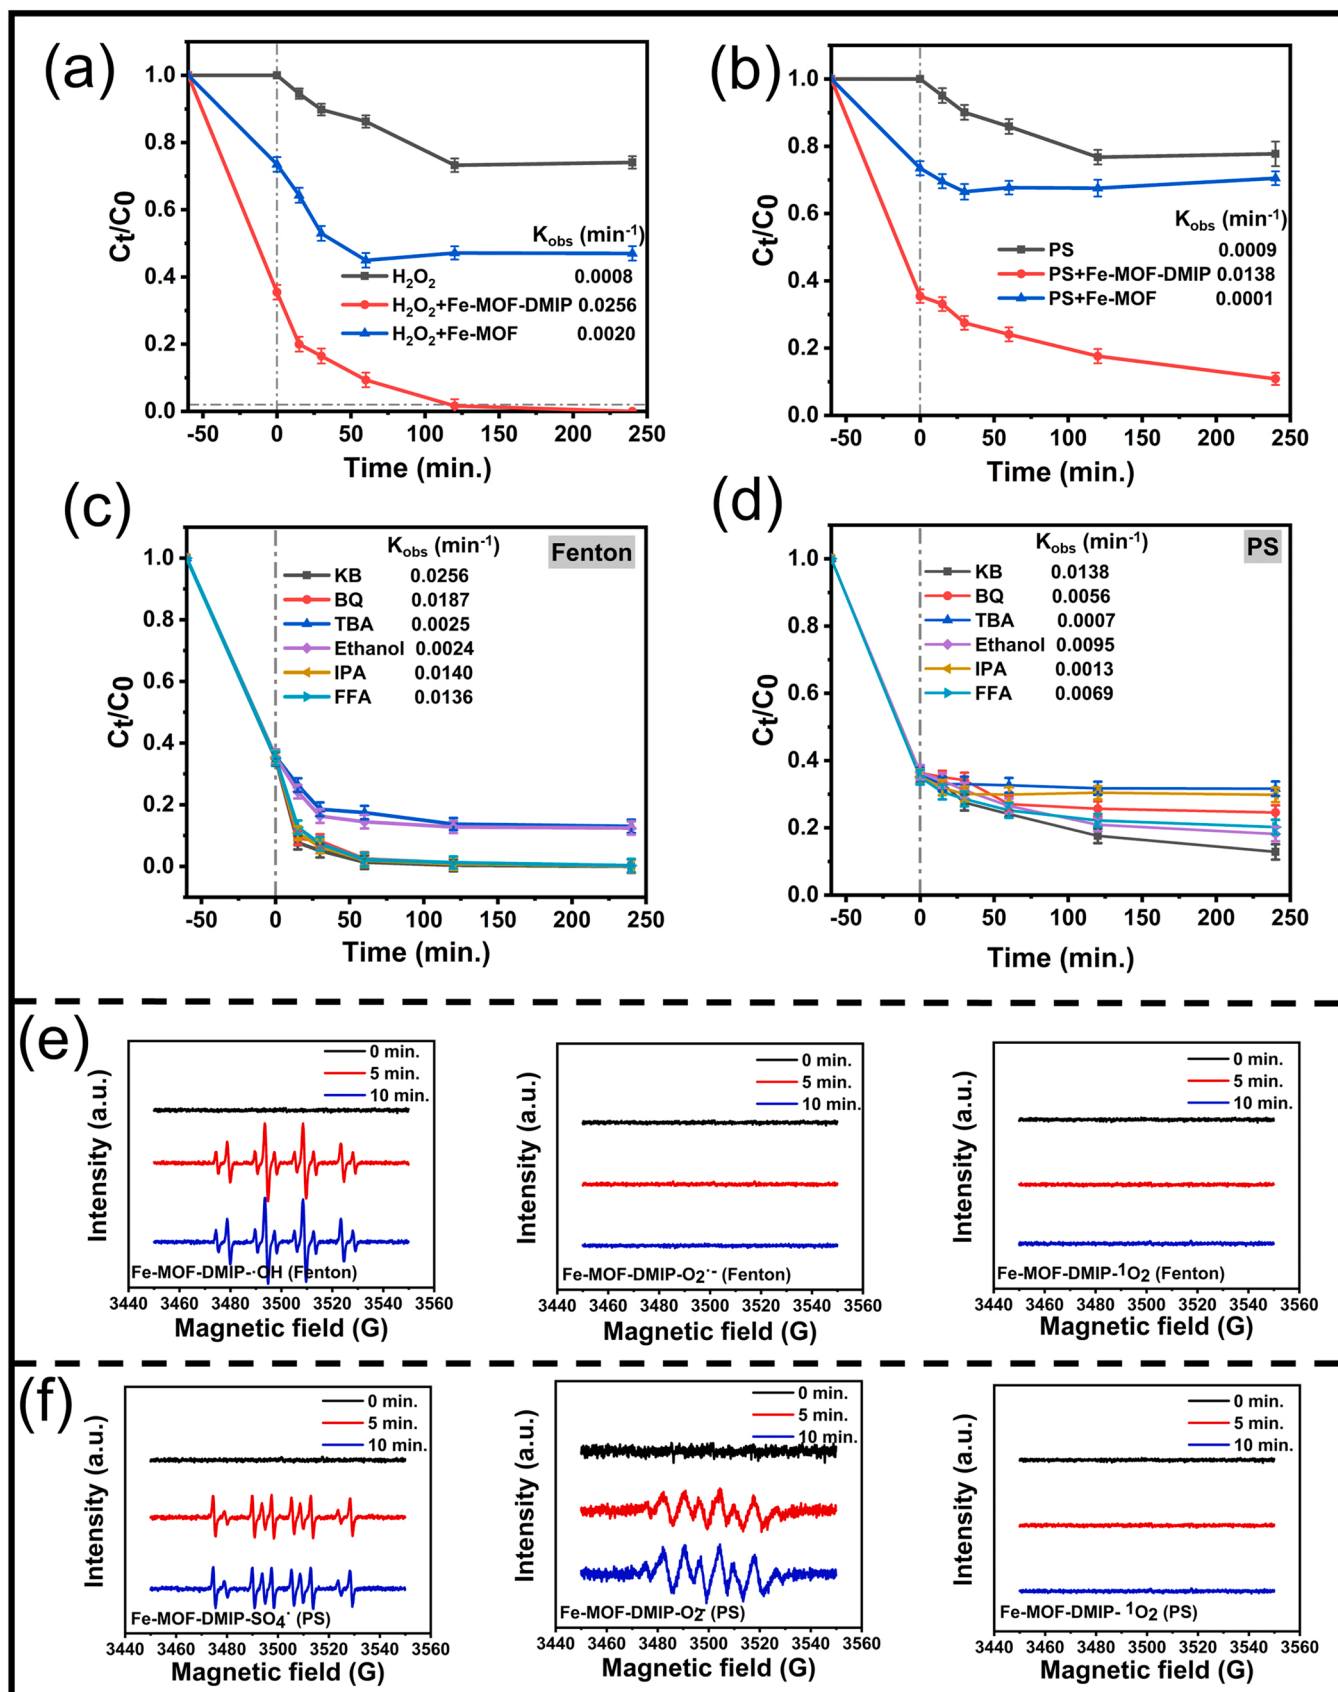 (a)
1.0
0.8
0.6
0.4
0.2
0.0
Ct/C0
Kobs (min-1)
H2O2 0.0008
H2O2+Fe-MOF-DMIP 0.0256
H2O2+Fe-MOF 0.0020
-50 0 50 100 150 200 250
Time (min.)
(b)
1.0
0.8
0.6
0.4
0.2
0.0
Ct/C0
Kobs (min-1)
PS 0.0009
PS+Fe-MOF-DMIP 0.0138
PS+Fe-MOF 0.0001
-50 0 50 100 150 200 250
Time (min.)
(c)
1.0
0.8
0.6
0.4
0.2
0.0
Ct/C0
Kobs (min-1)
Fenton
KB 0.0256
BQ 0.0187
TBA 0.0025
Ethanol 0.0024
IPA 0.0140
FFA 0.0136
-50 0 50 100 150 200 250
Time (min.)
(d)
1.0
0.8
0.6
0.4
0.2
0.0
Ct/C0
Kobs (min-1)
PS
KB 0.0138
BQ 0.0056
TBA 0.0007
Ethanol 0.0095
IPA 0.0013
FFA 0.0069
-50 0 50 100 150 200 250
Time (min.)
(e)
Intensity (a.u.)
0 min.
5 min.
10 min.
Fe-MOF-DMIP-·OH (Fenton)
3440 3460 3480 3500 3520 3540 3560
Magnetic field (G)
Intensity (a.u.)
0 min.
5 min.
10 min.
Fe-MOF-DMIP-O2·- (Fenton)
3440 3460 3480 3500 3520 3540 3560
Magnetic field (G)
Intensity (a.u.)
0 min.
5 min.
10 min.
Fe-MOF-DMIP-1O2 (Fenton)
3440 3460 3480 3500 3520 3540 3560
Magnetic field (G)
(f)
Intensity (a.u.)
0 min.
5 min.
10 min.
Fe-MOF-DMIP-SO4· (PS)
3440 3460 3480 3500 3520 3540 3560
Magnetic field (G)
Intensity (a.u.)
0 min.
5 min.
10 min.
Fe-MOF-DMIP-O2- (PS)
3440 3460 3480 3500 3520 3540 3560
Magnetic field (G)
Intensity (a.u.)
0 min.
5 min.
10 min.
Fe-MOF-DMIP- 1O2 (PS)
3440 3460 3480 3500 3520 3540 3560
Magnetic field (G)